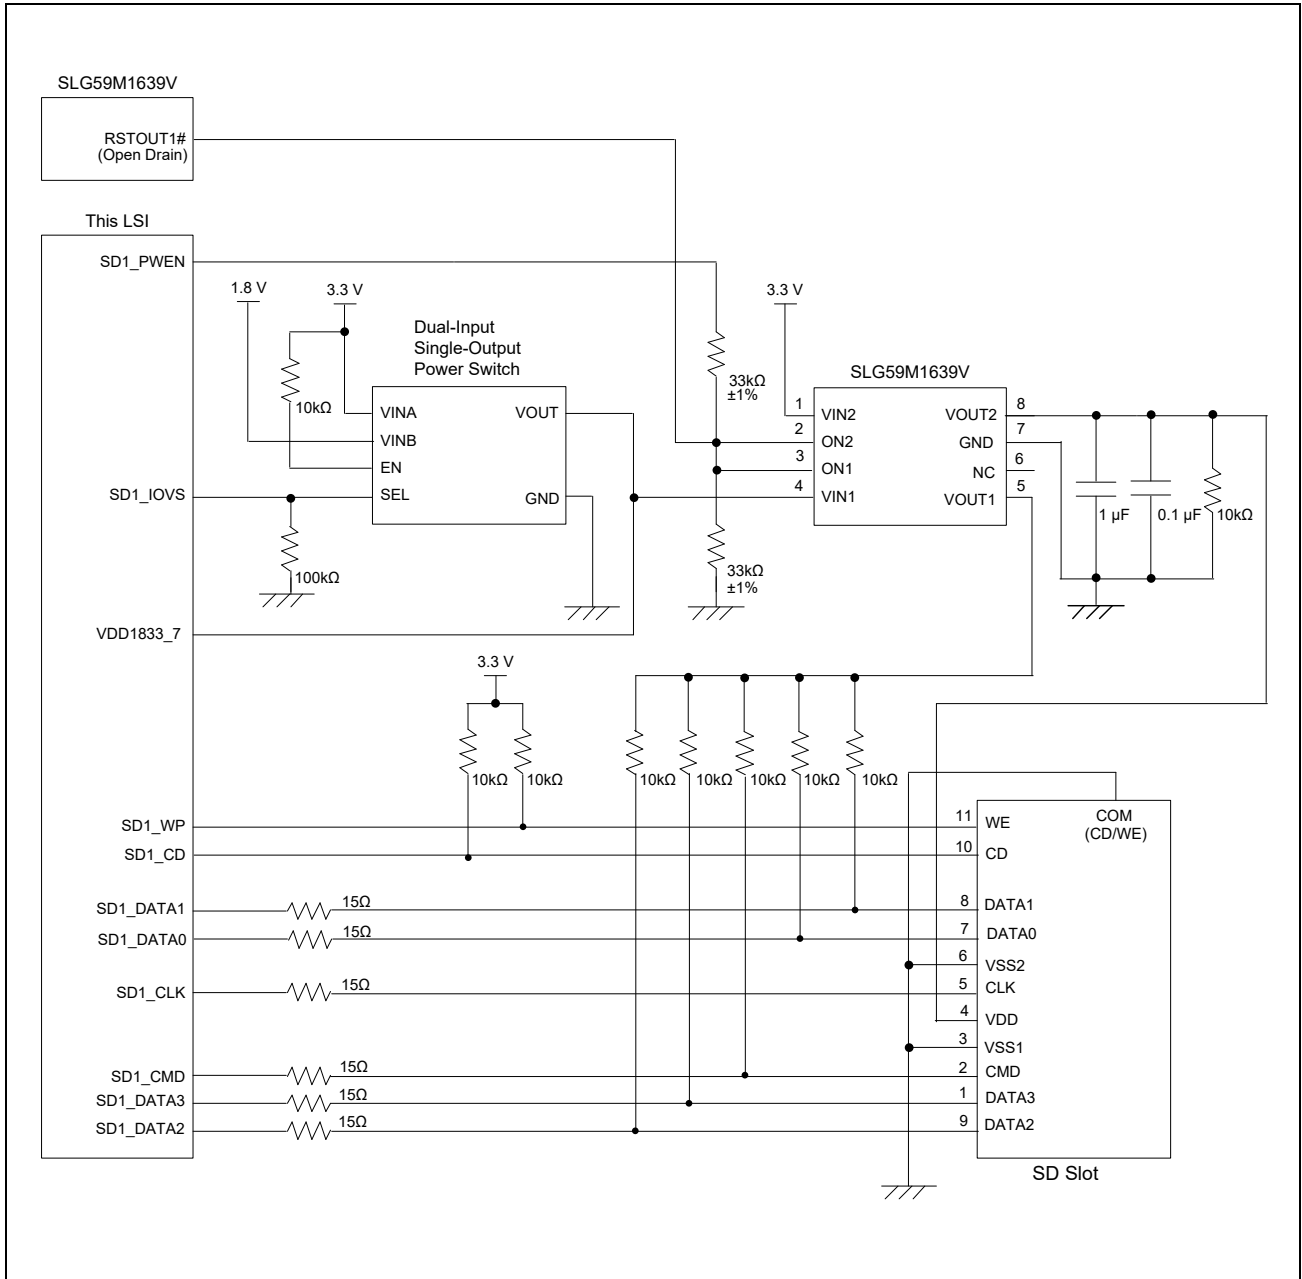 SLG59M1639V
RSTOUT1#
(Open Drain)
This LSI
SD1_PWEN
1.8 V
3.3 V
3.3 V
Dual-Input
Single-Output
Power Switch
10kΩ
33kΩ
±1%
SLG59M1639V
VINA
VOUT
VINB
EN
SD1_IOVS
SEL
GND
1
VIN2
VOUT2
8
2
ON2
GND
7
3
ON1
NC
6
4
VIN1
VOUT1
5
1 µF
0.1 µF
10kΩ
100kΩ
33kΩ
±1%
VDD1833_7
3.3 V
10kΩ
10kΩ
10kΩ
10kΩ
10kΩ
10kΩ
10kΩ
SD1_WP
11
WE
COM
(CD/WE)
SD1_CD
10
CD
SD1_DATA1
15Ω
8
DATA1
SD1_DATA0
15Ω
7
DATA0
6
VSS2
SD1_CLK
15Ω
5
CLK
4
VDD
3
VSS1
SD1_CMD
15Ω
2
CMD
SD1_DATA3
15Ω
1
DATA3
SD1_DATA2
15Ω
9
DATA2
SD Slot